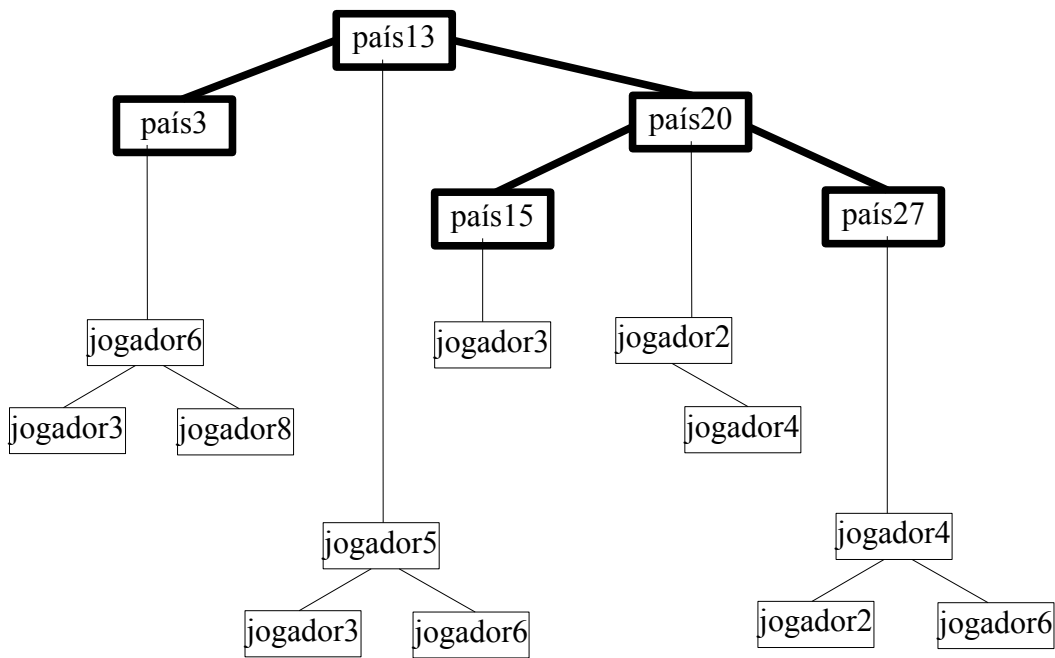 país13
país3
país20
país15
país27
jogador6
jogador3
jogador2
jogador3
jogador8
jogador4
jogador5
jogador4
jogador3
jogador6
jogador2
jogador6